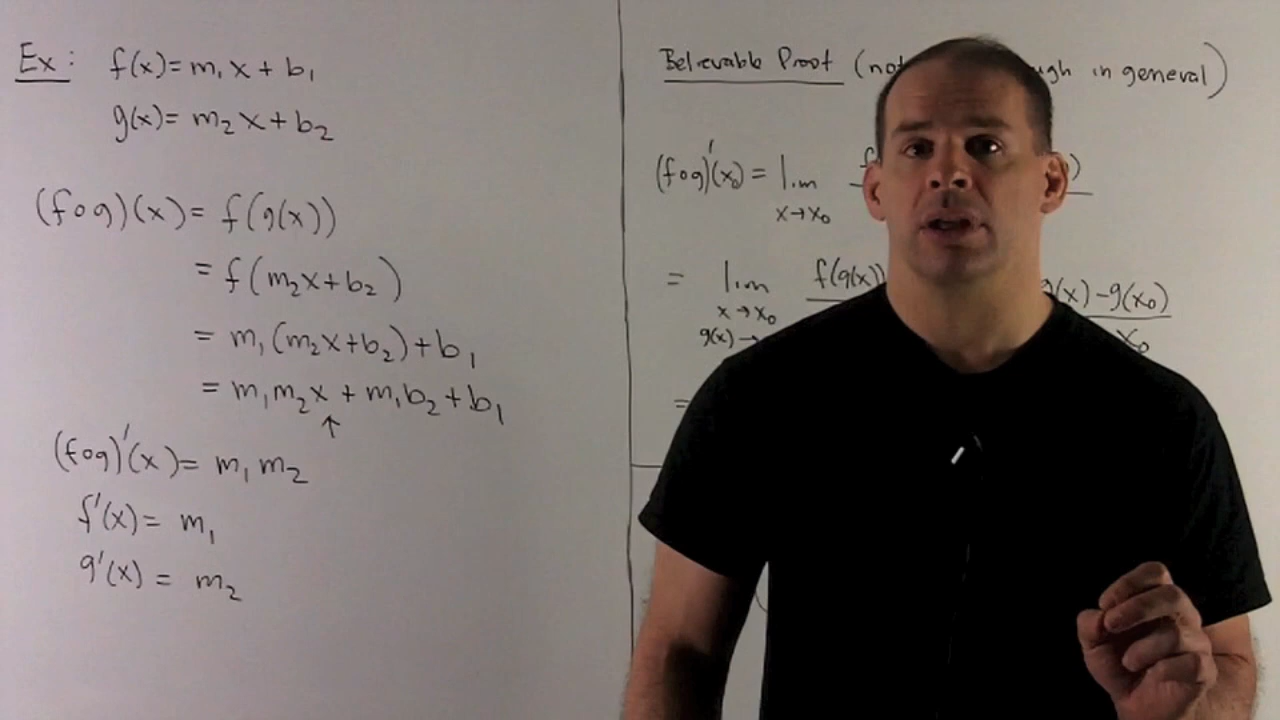 Ex: f(x)= m₁x + b₁
g(x)= m₂x + b₂
(f∘g)(x)= f(g(x))
= f(m₂x+b₂)
= m₁(m₂x+b₂)+b₁
= m₁m₂x + m₁b₂+b₁
↑
(f∘g)'(x)= m₁m₂
f'(x)= m₁
g'(x) = m₂
Believable Proof (not in general)
(f∘g)'(x₀)= lim
x→x₀
= lim f(g(x)) g(x)-g(x₀)
x→x₀ x₀
g(x)→
=